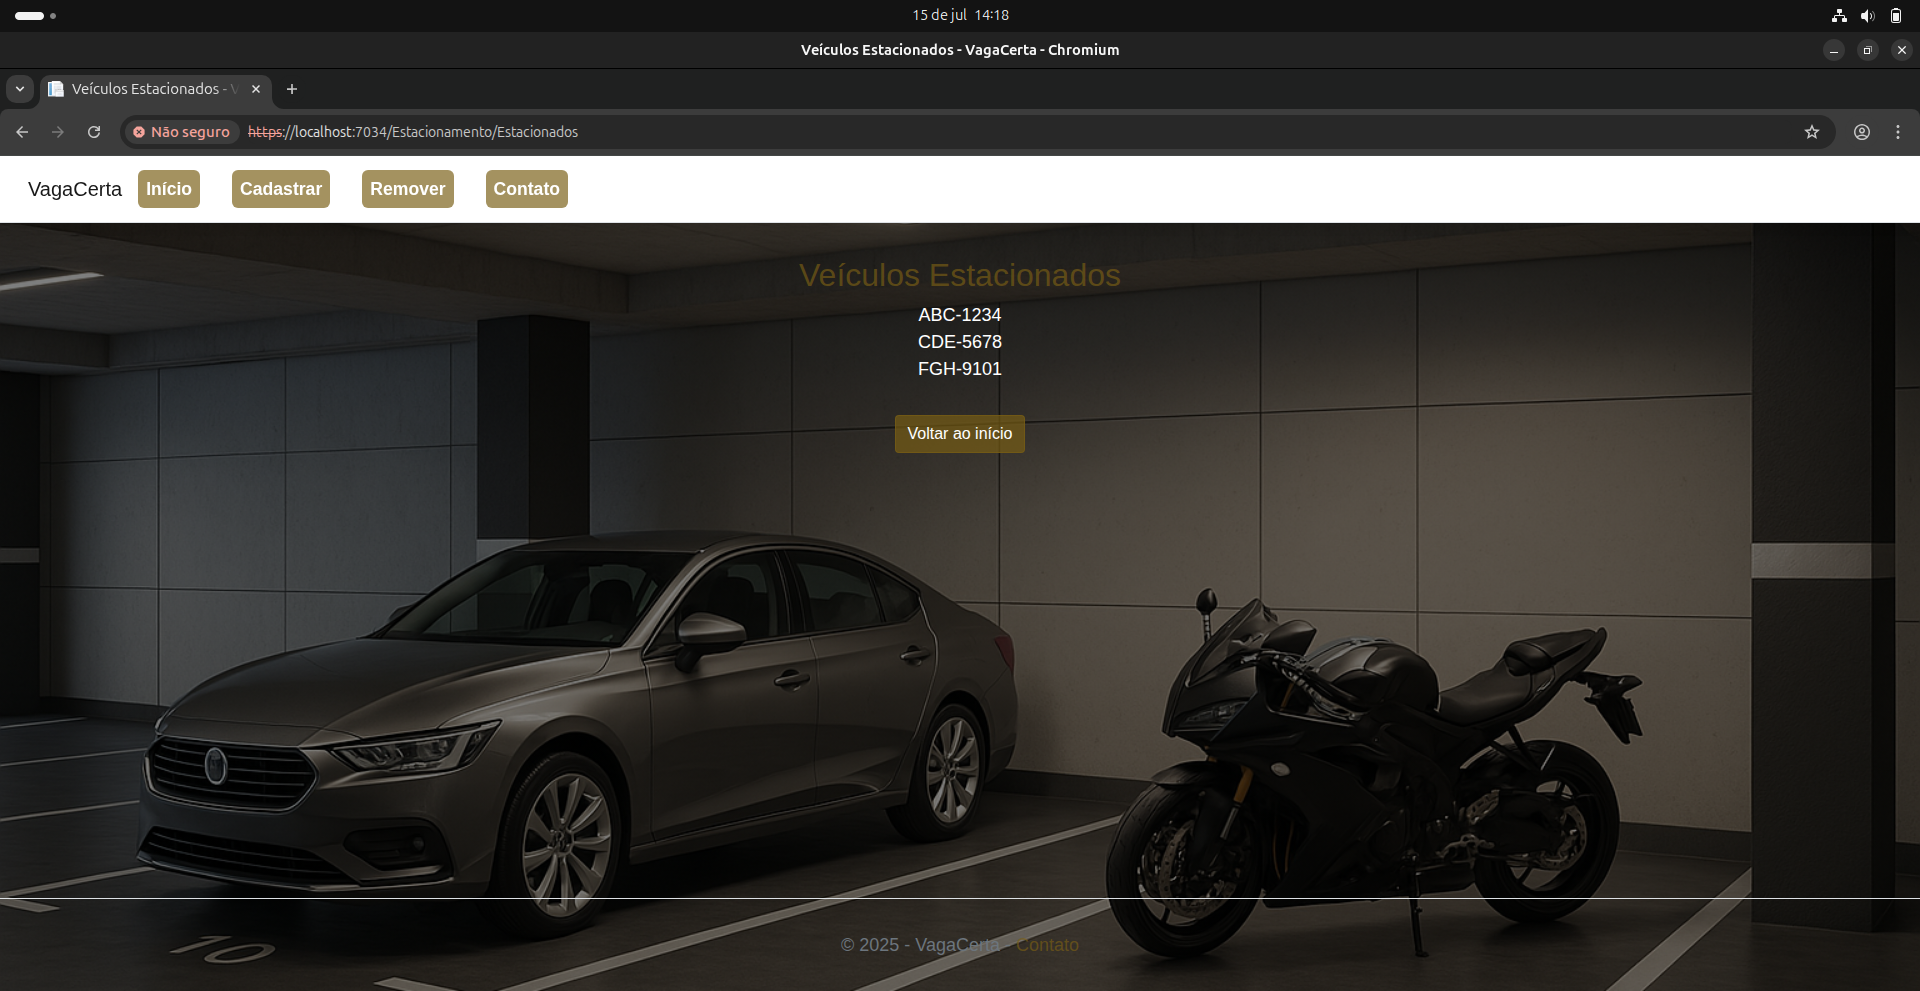 15 de jul 14:18
Veículos Estacionados - VagaCerta - Chromium
Veículos Estacionados - V
Não seguro https://localhost:7034/Estacionamento/Estacionados
VagaCerta Início Cadastrar Remover Contato
Veículos Estacionados
ABC-1234
CDE-5678
FGH-9101
Voltar ao início
10
© 2025 - VagaCerta - Contato